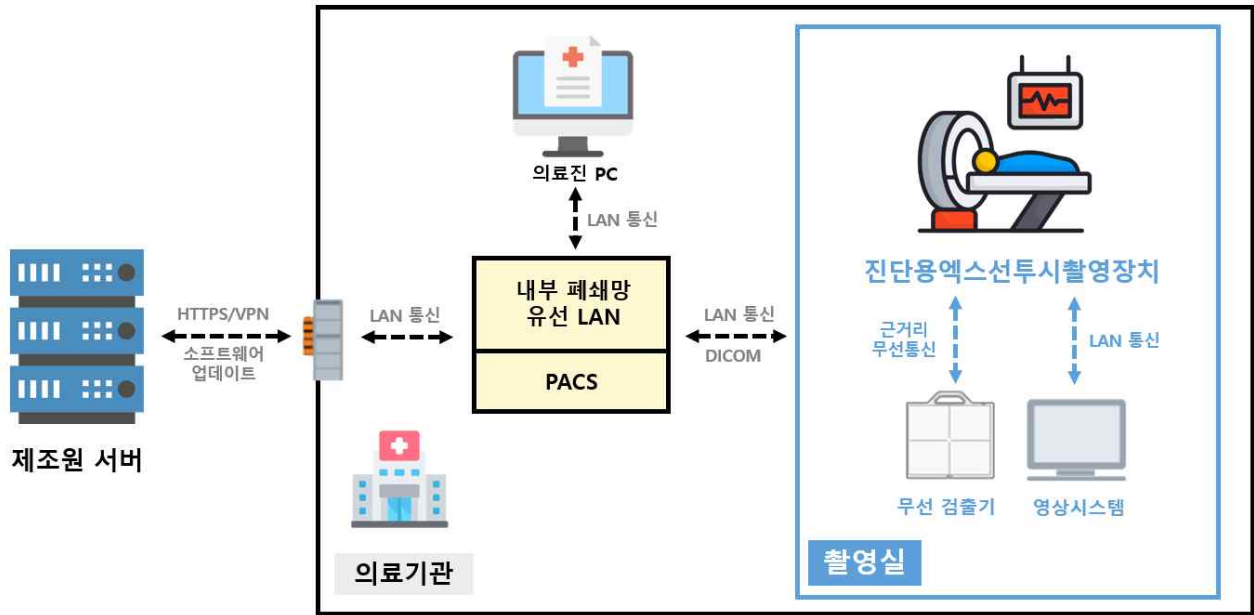 의료진 PC
LAN 통신
제조원 서버
HTTPS/VPN
소프트웨어
업데이트
LAN 통신
내부 폐쇄망
유선 LAN
PACS
LAN 통신
DICOM
의료기관
진단용엑스선투시촬영장치
근거리
무선통신
LAN 통신
무선 검출기
영상시스템
촬영실